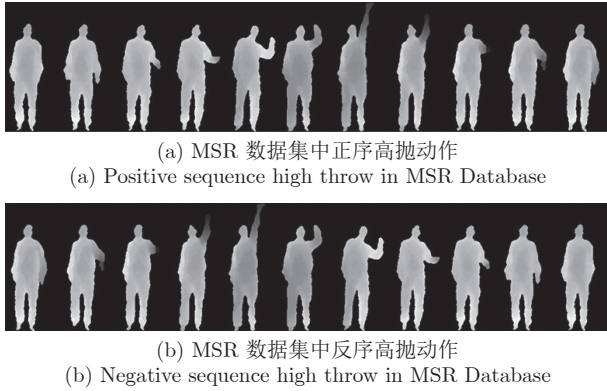 (a) MSR 数据集中正序高抛动作
(a) Positive sequence high throw in MSR Database
(b) MSR 数据集中反序高抛动作
(b) Negative sequence high throw in MSR Database